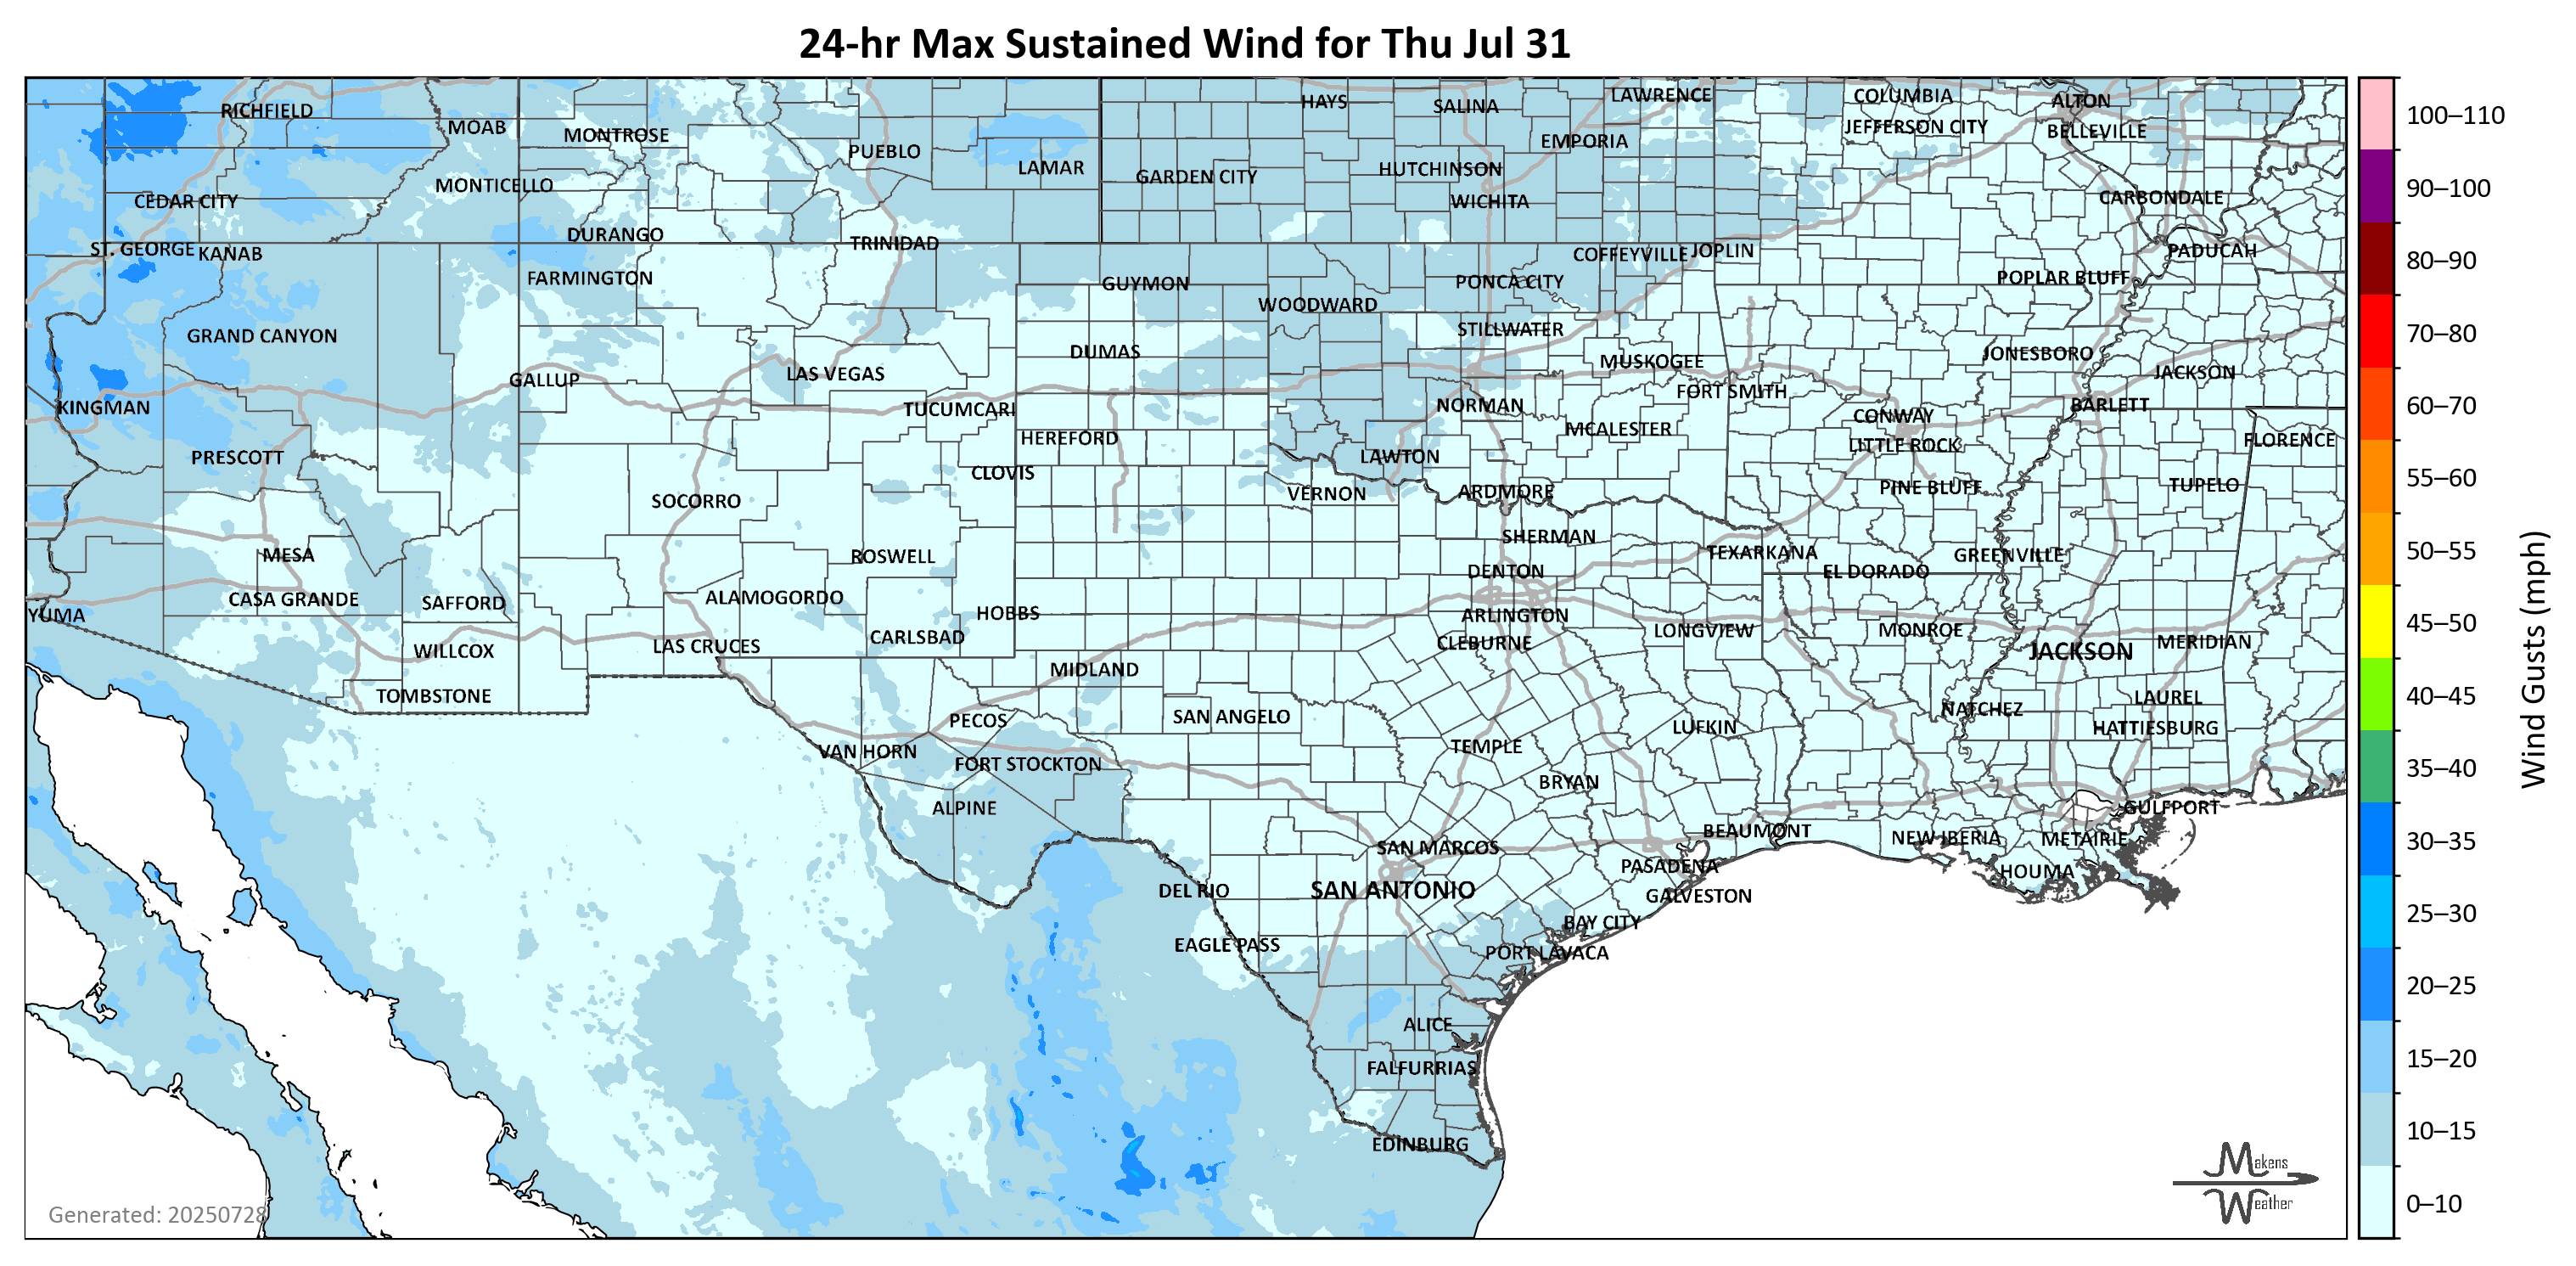 24-hr Max Sustained Wind for Thu Jul 31
RICHFIELD
MOAB
MONTROSE
PUEBLO
LAMAR
HAYS
SALINA
LAWRENCE
COLUMBIA
ALTON
JEFFERSON CITY
BELLEVILLE
EMPORIA
HUTCHINSON
GARDEN CITY
MONTICELLO
CEDAR CITY
WICHITA
CARBONDALE
DURANGO
TRINIDAD
ST. GEORGE
KANAB
COFFEYVILLE
JOPLIN
PADUCAH
FARMINGTON
GUYMON
PONCA CITY
POPLAR BLUFF
WOODWARD
STILLWATER
GRAND CANYON
DUMAS
MUSKOGEE
JONESBORO
GALLUP
LAS VEGAS
JACKSON
FORT SMITH
KINGMAN
TUCUMCARI
NORMAN
BARLETT
CONWAY
MCALESTER
HEREFORD
LITTLE ROCK
FLORENCE
PRESCOTT
LAWTON
CLOVIS
SOCORRO
VERNON
ARDMORE
PINE BLUFF
TUPELO
SHERMAN
MESA
ROSWELL
TEXARKANA
GREENVILLE
DENTON
EL DORADO
CASA GRANDE
SAFFORD
ALAMOGORDO
HOBBS
ARLINGTON
YUMA
CARLSBAD
CLEBURNE
LONGVIEW
MONROE
MERIDIAN
LAS CRUCES
WILLCOX
JACKSON
MIDLAND
TOMBSTONE
LAUREL
PECOS
SAN ANGELO
NATCHEZ
LUFKIN
HATTIESBURG
VAN HORN
TEMPLE
FORT STOCKTON
BRYAN
ALPINE
GULFPORT
BEAUMONT
NEW IBERIA
METAIRIE
SAN MARCOS
PASADENA
HOUMA
DEL RIO
SAN ANTONIO
GALVESTON
BAY CITY
EAGLE PASS
PORT LAVACA
ALICE
FALFURRIAS
EDINBURG
Generated: 20250728
Makens
Weather
100–110
90–100
80–90
70–80
60–70
55–60
50–55
45–50
40–45
35–40
30–35
25–30
20–25
15–20
10–15
0–10
Wind Gusts (mph)